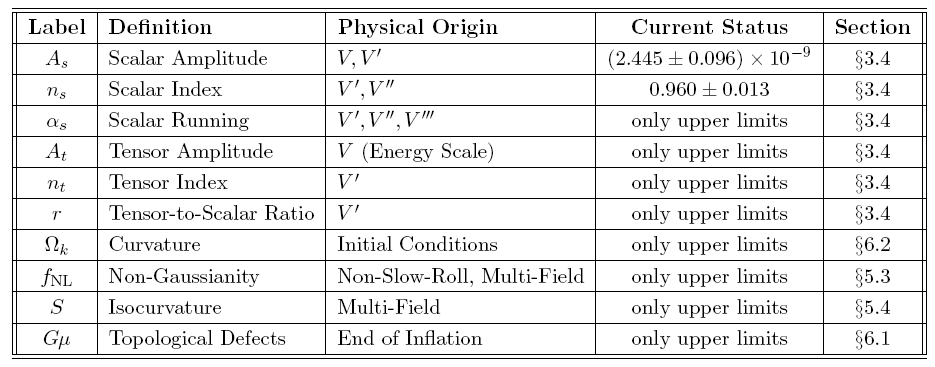 Label Definition Physical Origin Current Status Section
A_s Scalar Amplitude V, V′ (2.445 ± 0.096) × 10⁻⁹ §3.4
n_s Scalar Index V′, V″ 0.960 ± 0.013 §3.4
α_s Scalar Running V′, V″, V‴ only upper limits §3.4
A_t Tensor Amplitude V (Energy Scale) only upper limits §3.4
n_t Tensor Index V′ only upper limits §3.4
r Tensor-to-Scalar Ratio V′ only upper limits §3.4
Ω_k Curvature Initial Conditions only upper limits §6.2
f_NL Non-Gaussianity Non-Slow-Roll, Multi-Field only upper limits §5.3
S Isocurvature Multi-Field only upper limits §5.4
Gμ Topological Defects End of Inflation only upper limits §6.1